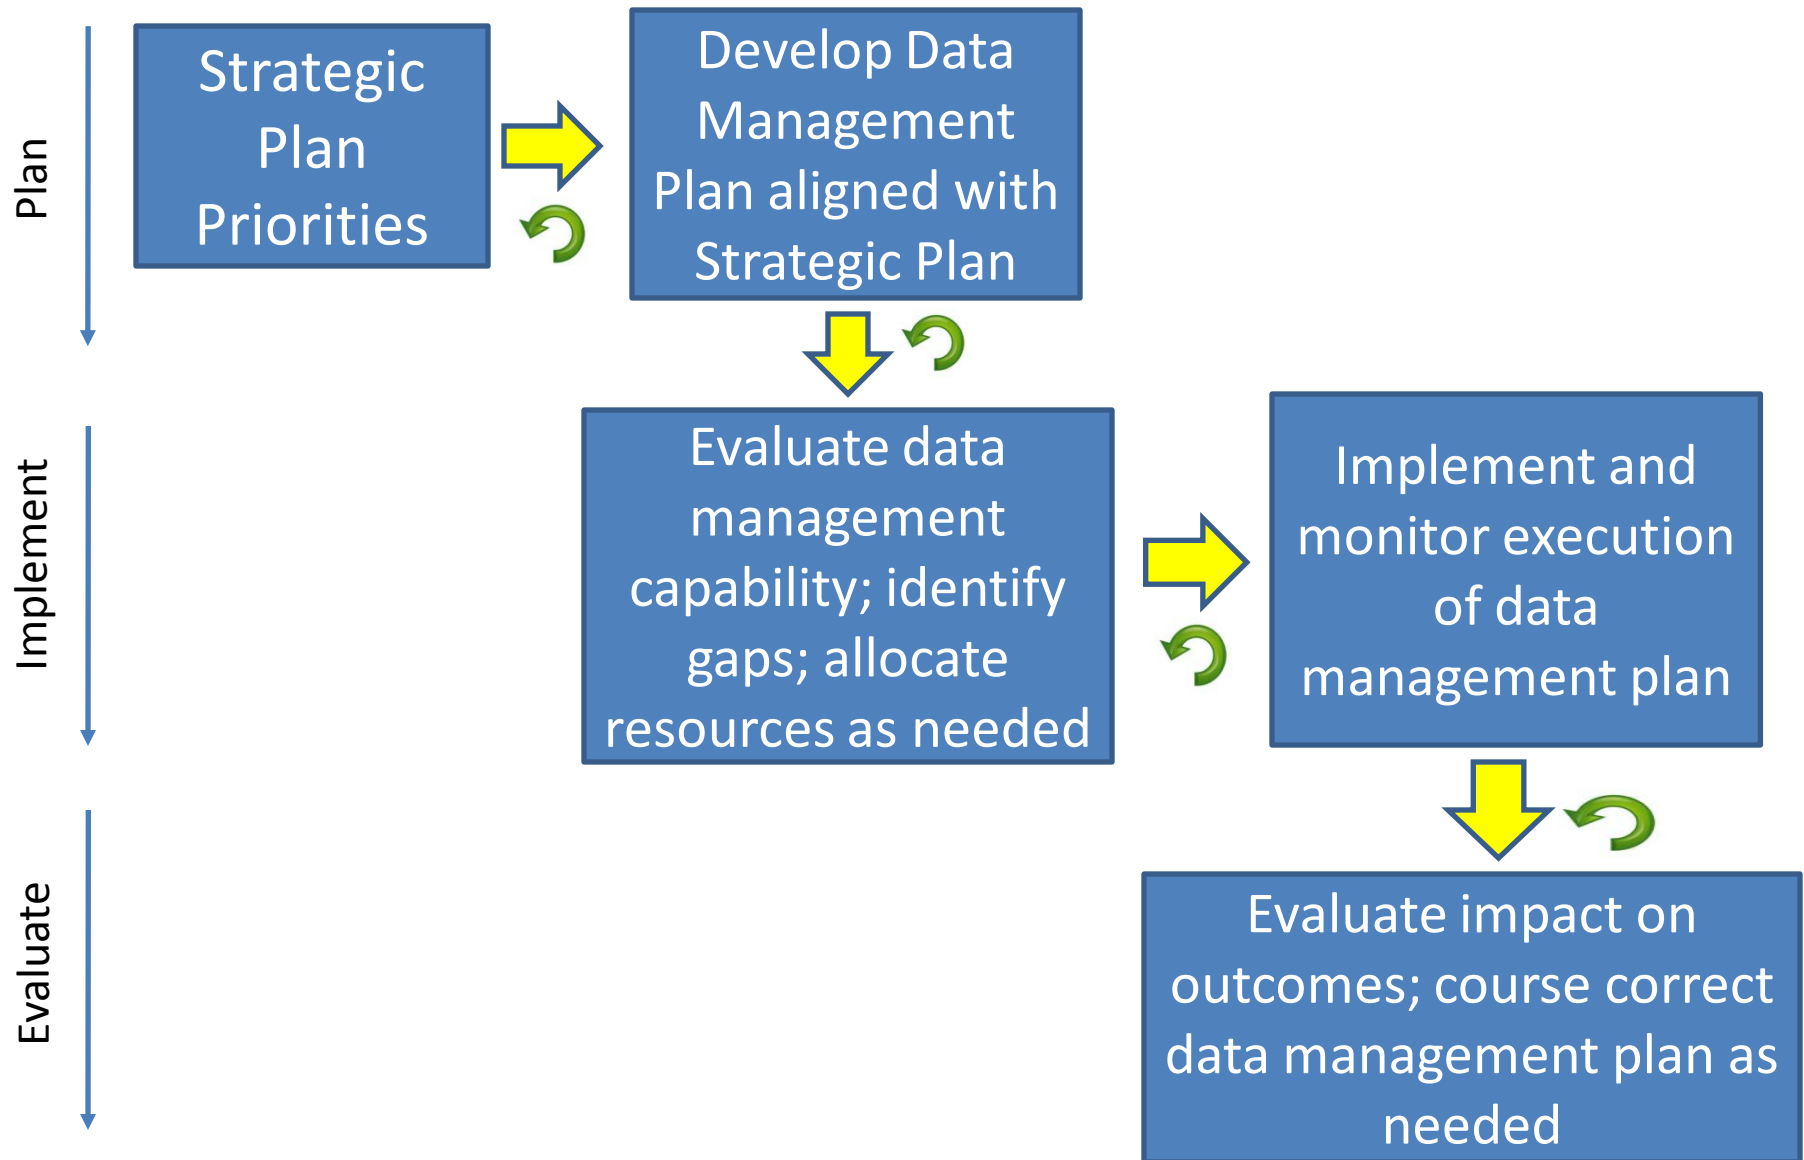 Plan
Strategic
Plan
Priorities
Develop Data
Management
Plan aligned with
Strategic Plan
Implement
Evaluate data
management
capability; identify
gaps; allocate
resources as needed
Implement and
monitor execution
of data
management plan
Evaluate
Evaluate impact on
outcomes; course correct
data management plan as
needed